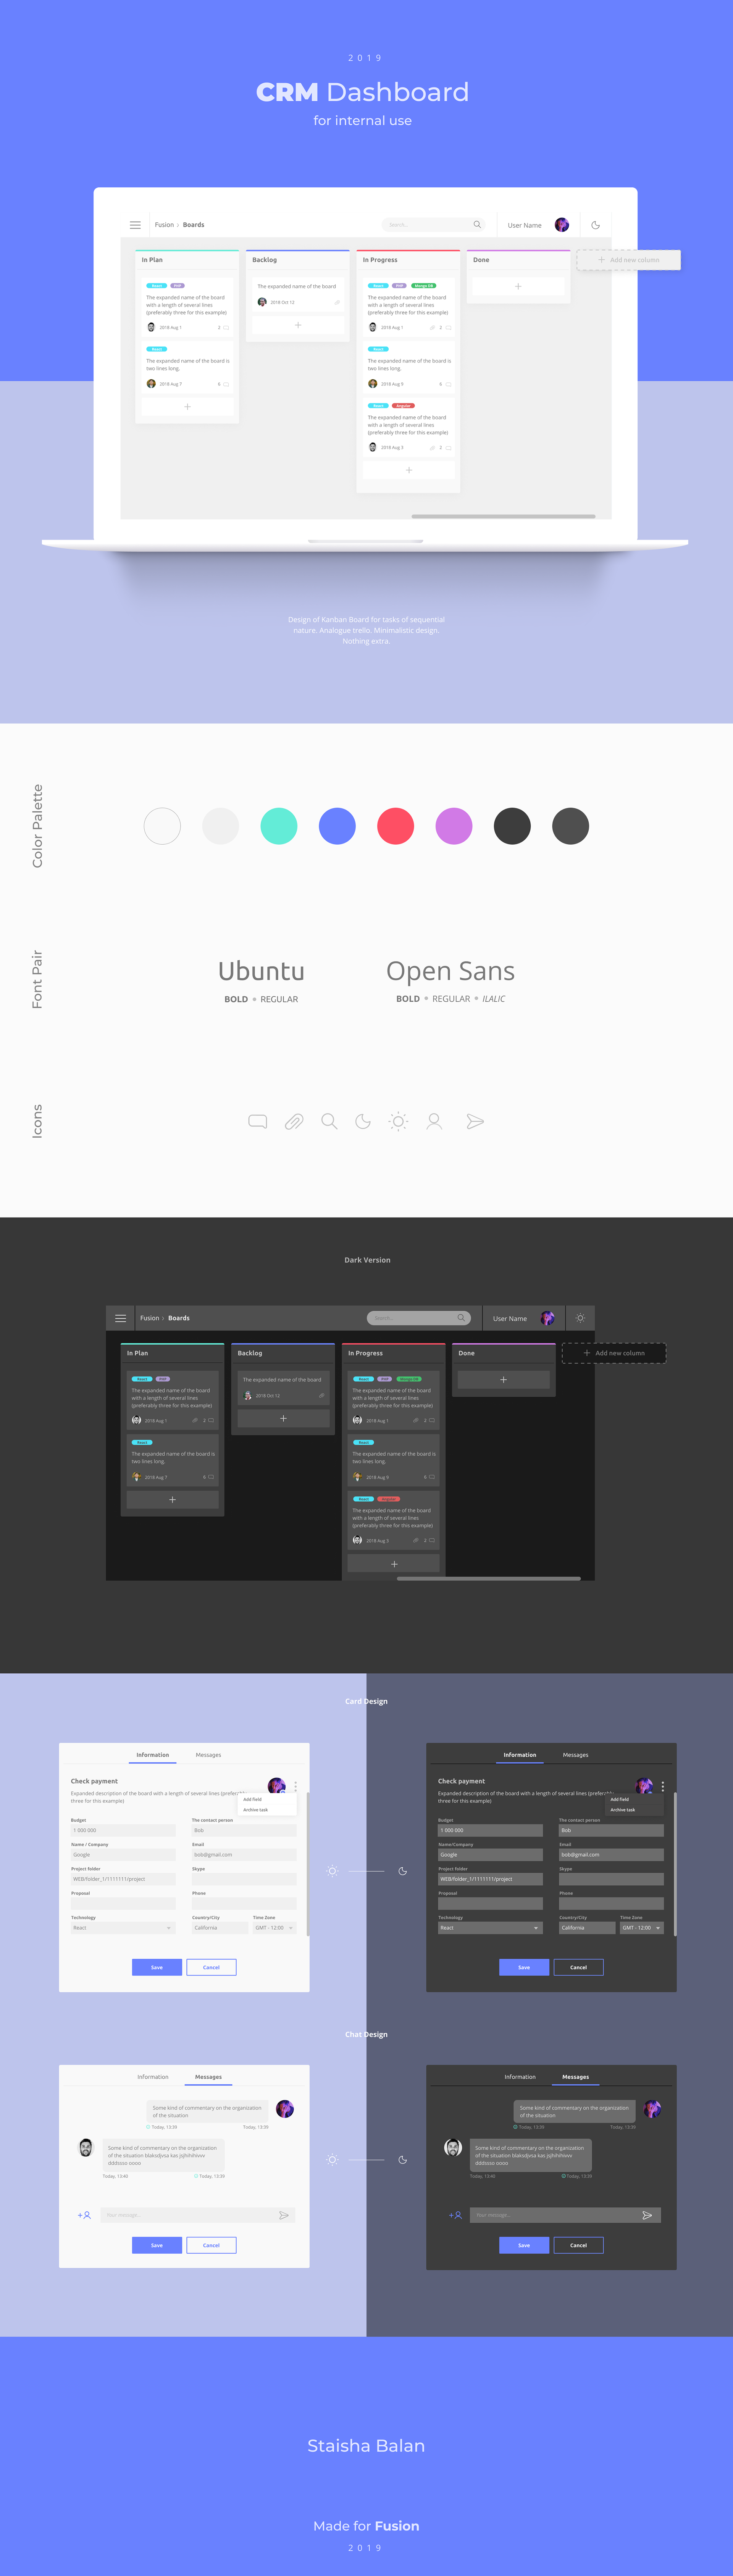 2019
CRM Dashboard
for internal use
Fusion › Boards
Search...
User Name
In Plan
Backlog
In Progress
Done
+ Add new column
React PHP
The expanded name of the board
with a length of several lines
(preferably three for this example)
2018 Aug 1 2
React
The expanded name of the board is
two lines long.
2018 Aug 7 6
+
The expanded name of the board
2018 Oct 12
+
React PHP Mongo DB
The expanded name of the board
with a length of several lines
(preferably three for this example)
2018 Aug 1 2
React
The expanded name of the board is
two lines long.
2018 Aug 9 6
React Angular
The expanded name of the board
with a length of several lines
(preferably three for this example)
2018 Aug 3 2
+
+
Design of Kanban Board for tasks of sequential
nature. Analogue trello. Minimalistic design.
Nothing extra.
Color Palette
Font Pair
Ubuntu
BOLD REGULAR
Open Sans
BOLD REGULAR ILALIC
Icons
Dark Version
Fusion › Boards
Search...
User Name
In Plan
Backlog
In Progress
Done
+ Add new column
React PHP
The expanded name of the board
with a length of several lines
(preferably three for this example)
2018 Aug 1 2
React
The expanded name of the board is
two lines long.
2018 Aug 7 6
+
The expanded name of the board
2018 Oct 12
+
React PHP Mongo DB
The expanded name of the board
with a length of several lines
(preferably three for this example)
2018 Aug 1 2
React
The expanded name of the board is
two lines long.
2018 Aug 9 6
React Angular
The expanded name of the board
with a length of several lines
(preferably three for this example)
2018 Aug 3 2
+
+
Card Design
Information Messages
Check payment
Expanded description of the board with a length of several lines (prefer
three for this example)
Add field
Archive task
Budget
1 000 000
The contact person
Bob
Name / Company
Google
Email
bob@gmail.com
Project folder
WEB/folder_1/1111111/project
Skype
Proposal
Phone
Technology
React
Country/City
California
Time Zone
GMT - 12:00
Save
Cancel
Information Messages
Check payment
Expanded description of the board with a length of several lines (preferably
three for this example)
Add field
Archive task
Budget
1 000 000
The contact person
Bob
Name/Company
Google
Email
bob@gmail.com
Project folder
WEB/folder_1/1111111/project
Skype
Proposal
Phone
Technology
React
Country/City
California
Time Zone
GMT - 12:00
Save
Cancel
Chat Design
Information Messages
Some kind of commentary on the organization
of the situation
Today, 13:39 Today, 13:39
Some kind of commentary on the organization
Today, 13:40 Today, 13:39
Your message...
Save
Cancel
Information Messages
Some kind of commentary on the organization
of the situation
Today, 13:39 Today, 13:39
Some kind of commentary on the organization
Today, 13:40 Today, 13:39
Your message...
Save
Cancel
Staisha Balan
Made for Fusion
2019